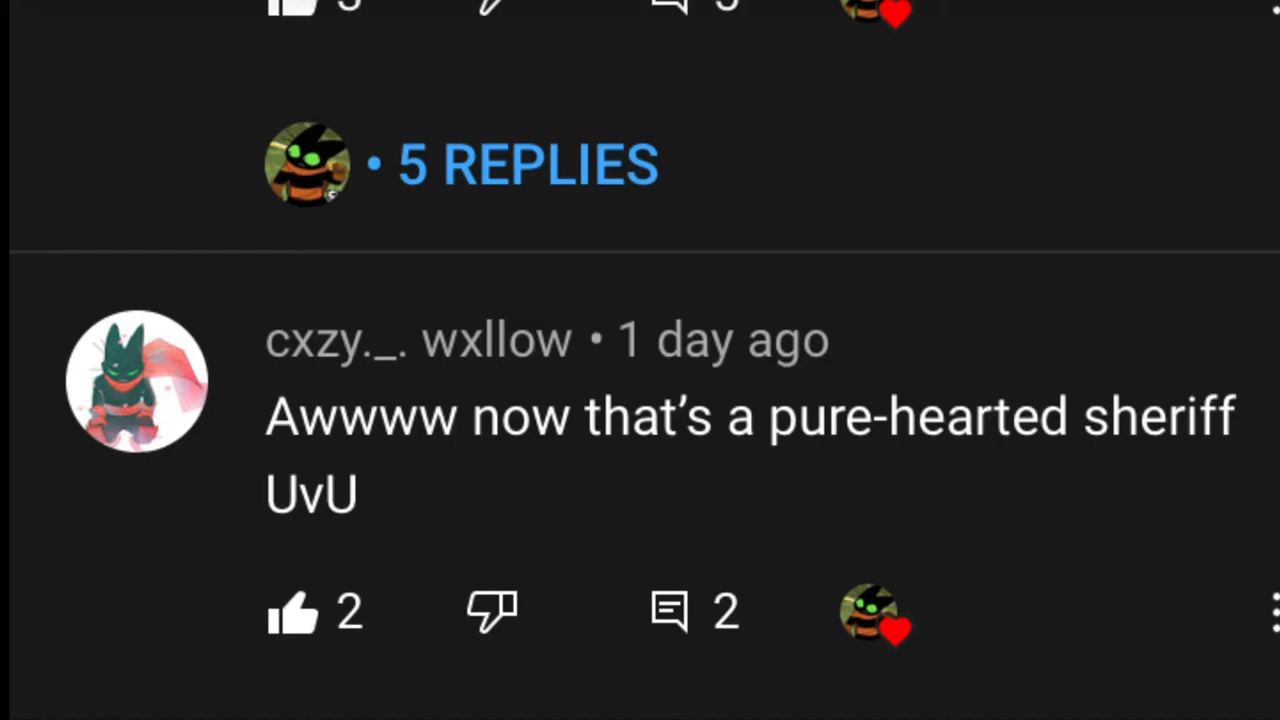 • 5 REPLIES
cxzy._. wxllow • 1 day ago
Awwww now that’s a pure-hearted sheriff
UvU
2 2